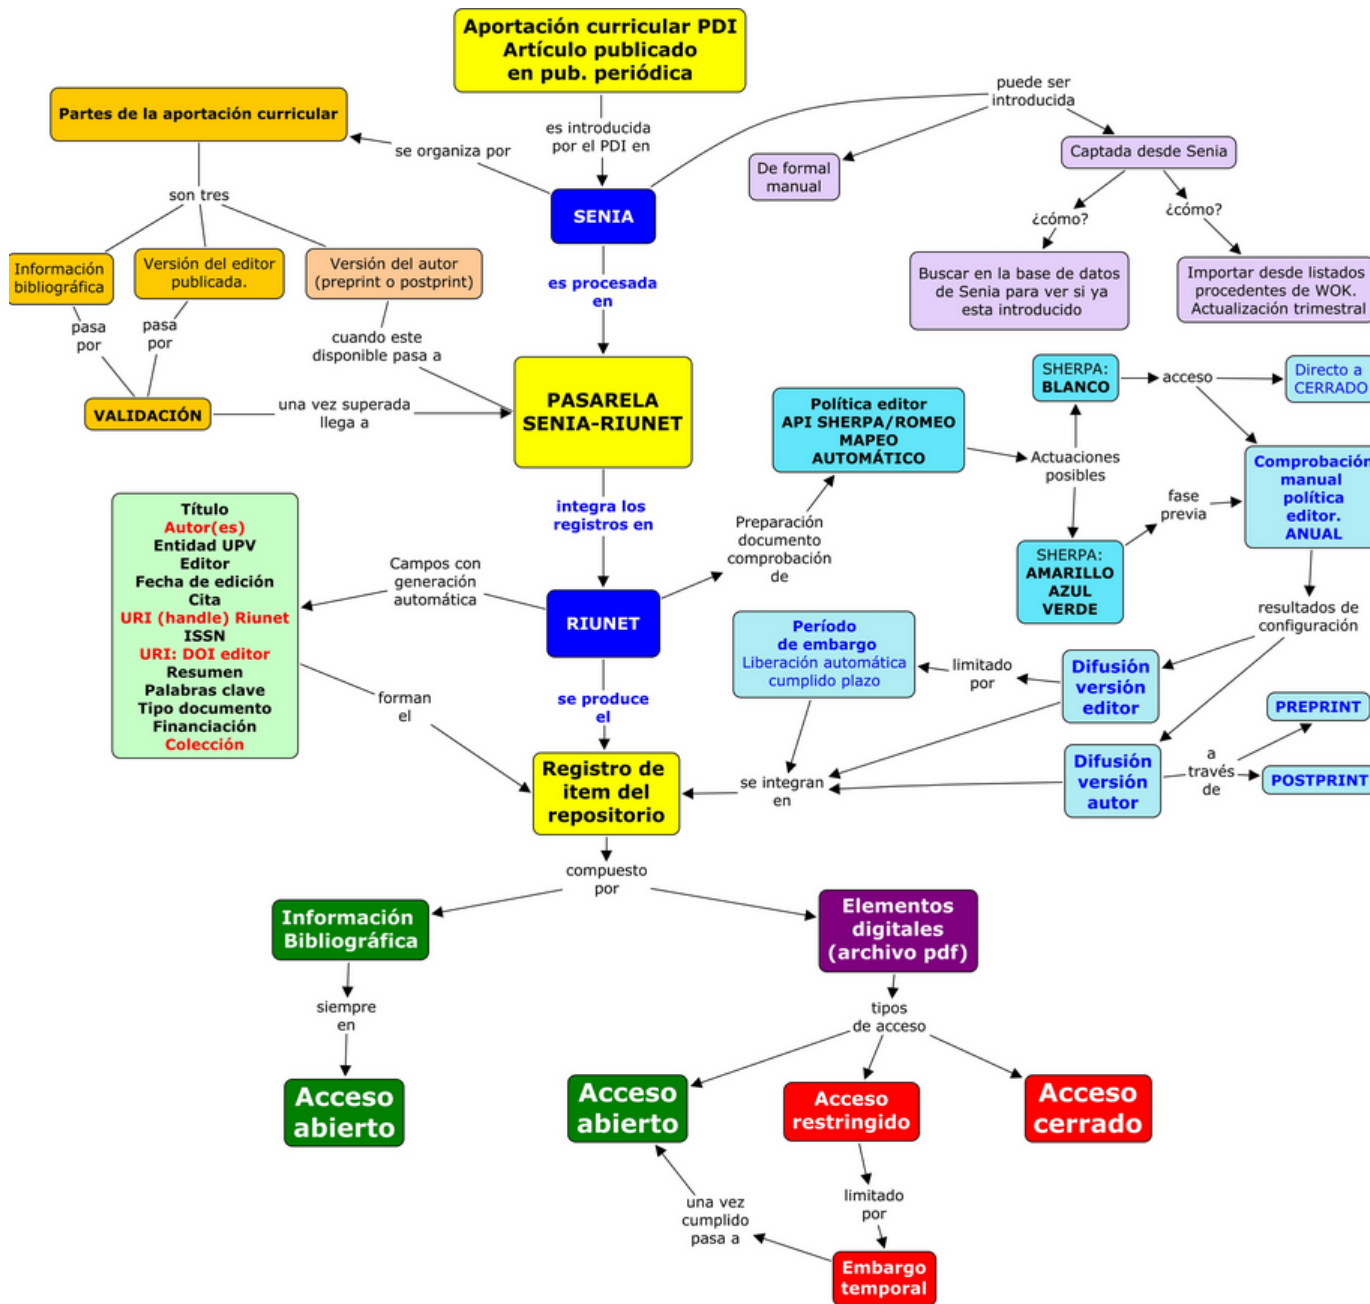 Aportación curricular PDI
Artículo publicado
en pub. periódica
puede ser
introducida
Partes de la aportación curricular
es introducida
por el PDI en
se organiza por
De formal
manual
Captada desde Senia
son tres
SENIA
¿cómo?
¿cómo?
Información
bibliográfica
Versión del editor
publicada.
Versión del autor
(preprint o postprint)
es procesada
en
Buscar en la base de datos
de Senia para ver si ya
esta introducido
Importar desde listados
procedentes de WOK.
Actualización trimestral
pasa
por
pasa
por
cuando este
disponible pasa a
VALIDACIÓN
una vez superada
llega a
PASARELA
SENIA-RIUNET
Política editor
API SHERPA/ROMEO
MAPEO
AUTOMÁTICO
SHERPA:
BLANCO
acceso
Directo a
CERRADO
Actuaciones
posibles
Comprobación
manual
política
editor.
ANUAL
fase
previa
SHERPA:
AMARILLO
AZUL
VERDE
integra los
registros en
Preparación
documento
comprobación
de
Título
Autor(es)
Entidad UPV
Editor
Fecha de edición
Cita
URI (handle) Riunet
ISSN
URI: DOI editor
Resumen
Palabras clave
Tipo documento
Financiación
Colección
Campos con
generación
automática
RIUNET
resultados de
configuración
Período
de embargo
Liberación automática
cumplido plazo
limitado
por
Difusión
versión
editor
forman
el
se produce
el
PREPRINT
a
través
de
POSTPRINT
Difusión
versión
autor
se integran
en
Registro de
item del
repositorio
compuesto
por
Información
Bibliográfica
Elementos
digitales
(archivo pdf)
siempre
en
tipos
de acceso
Acceso
abierto
Acceso
abierto
Acceso
restringido
Acceso
cerrado
una vez
cumplido
pasa a
limitado
por
Embargo
temporal